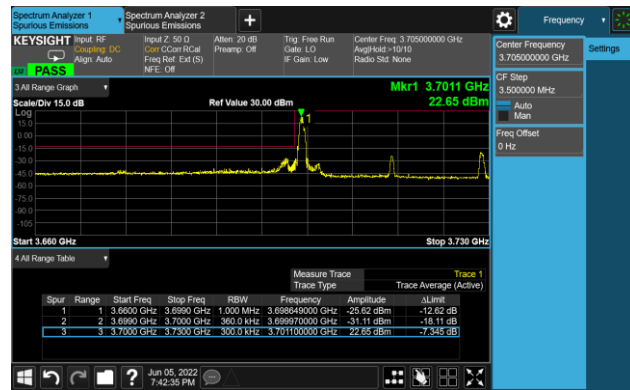 Spectrum Analyzer 1
Spurious Emissions
Spectrum Analyzer 2
Spurious Emissions
+
Frequency
KEYSIGHT
Input: RF
Coupling: DC
Align: Auto
Input Z: 50 Ω
Corr CCorr RCal
Freq Ref: Ext (S)
NFE: Off
Atten: 20 dB
Preamp: Off
Trig: Free Run
Gate: LO
IF Gain: Low
Center Freq: 3.705000000 GHz
Avg|Hold:>10/10
Radio Std: None
PASS
Center Frequency
3.705000000 GHz
Settings
CF Step
3.500000 MHz
Auto
Man
Freq Offset
0 Hz
3 All Range Graph
Mkr1 3.7011 GHz
22.65 dBm
Scale/Div 15.0 dB
Ref Value 30.00 dBm
Log
15.0
0.00
-15.0
-30.0
-45.0
-60.0
-75.0
-90.0
-105
1
Start 3.660 GHz
Stop 3.730 GHz
4 All Range Table
Measure Trace Trace 1
Trace Type Trace Average (Active)
Spur Range Start Freq Stop Freq RBW Frequency Amplitude ΔLimit
1 1 3.6600 GHz 3.6990 GHz 1.000 MHz 3.698649000 GHz -25.62 dBm -12.62 dB
2 2 3.6990 GHz 3.7000 GHz 360.0 kHz 3.699970000 GHz -31.11 dBm -18.11 dB
3 3 3.7000 GHz 3.7300 GHz 300.0 kHz 3.701100000 GHz 22.65 dBm -7.345 dB
?
Jun 05, 2022
7:42:35 PM